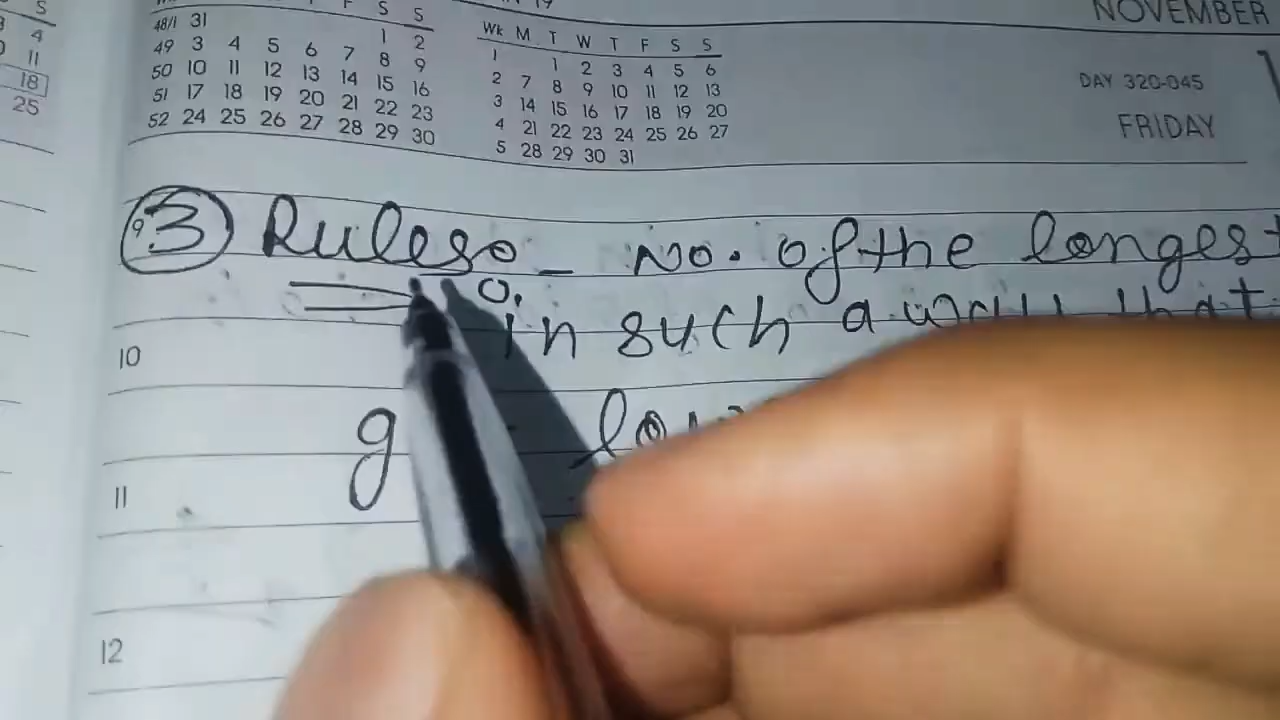 NOVEMBER
DAY 320-045
FRIDAY
S
4
11
18
25
F S S
48/1 31 1 2
49 3 4 5 6 7 8 9
50 10 11 12 13 14 15 16
51 17 18 19 20 21 22 23
52 24 25 26 27 28 29 30
Wk M T W T F S S
1 1 2 3 4 5 6
2 7 8 9 10 11 12 13
3 14 15 16 17 18 19 20
4 21 22 23 24 25 26 27
5 28 29 30 31
9
③ Rules:- No. of the longest
in such a way that
10
g
11
12